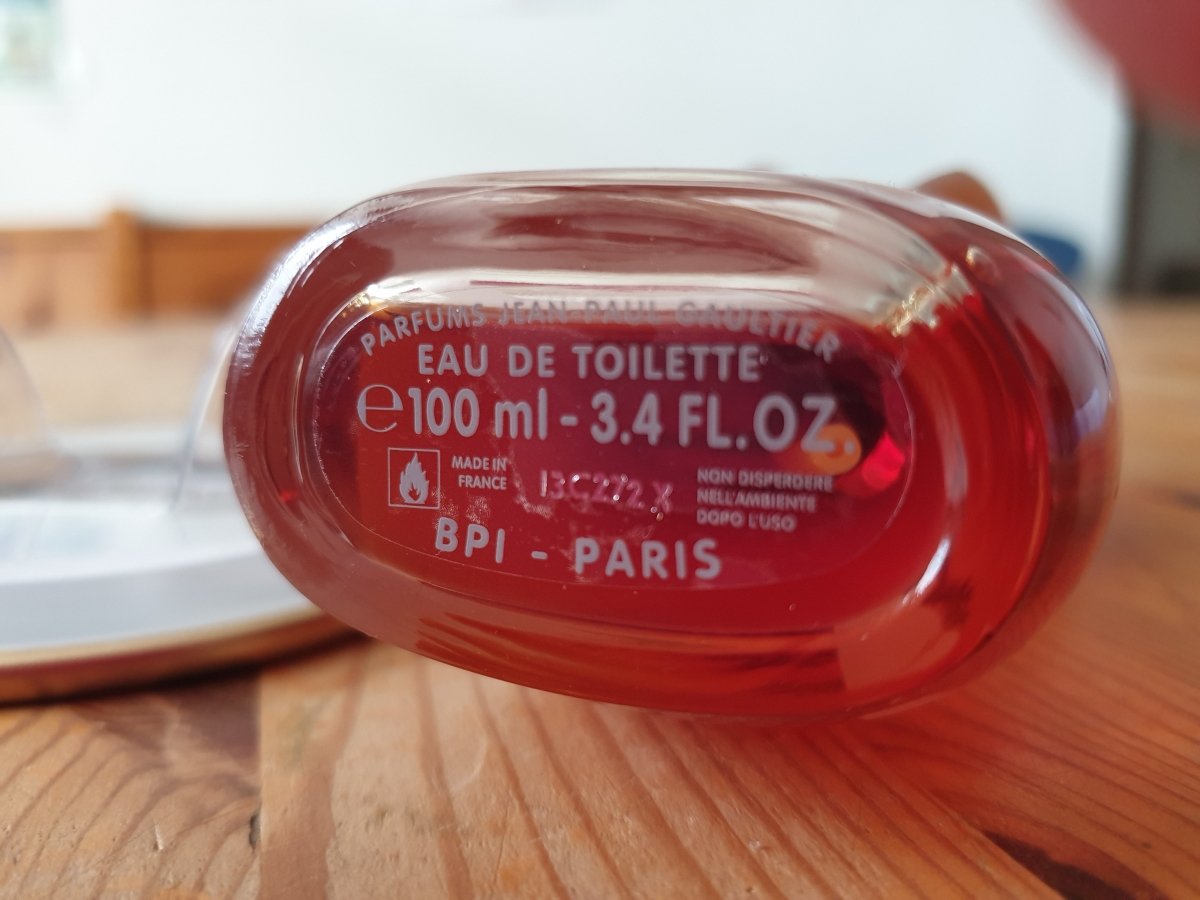 PARFUMS JEAN-PAUL GAULTIER
EAU DE TOILETTE
℮100 ml - 3.4 FL.OZ.
MADE IN
FRANCE
NON DISPERDERE
NELL'AMBIENTE
DOPO L'USO
BPI - PARIS